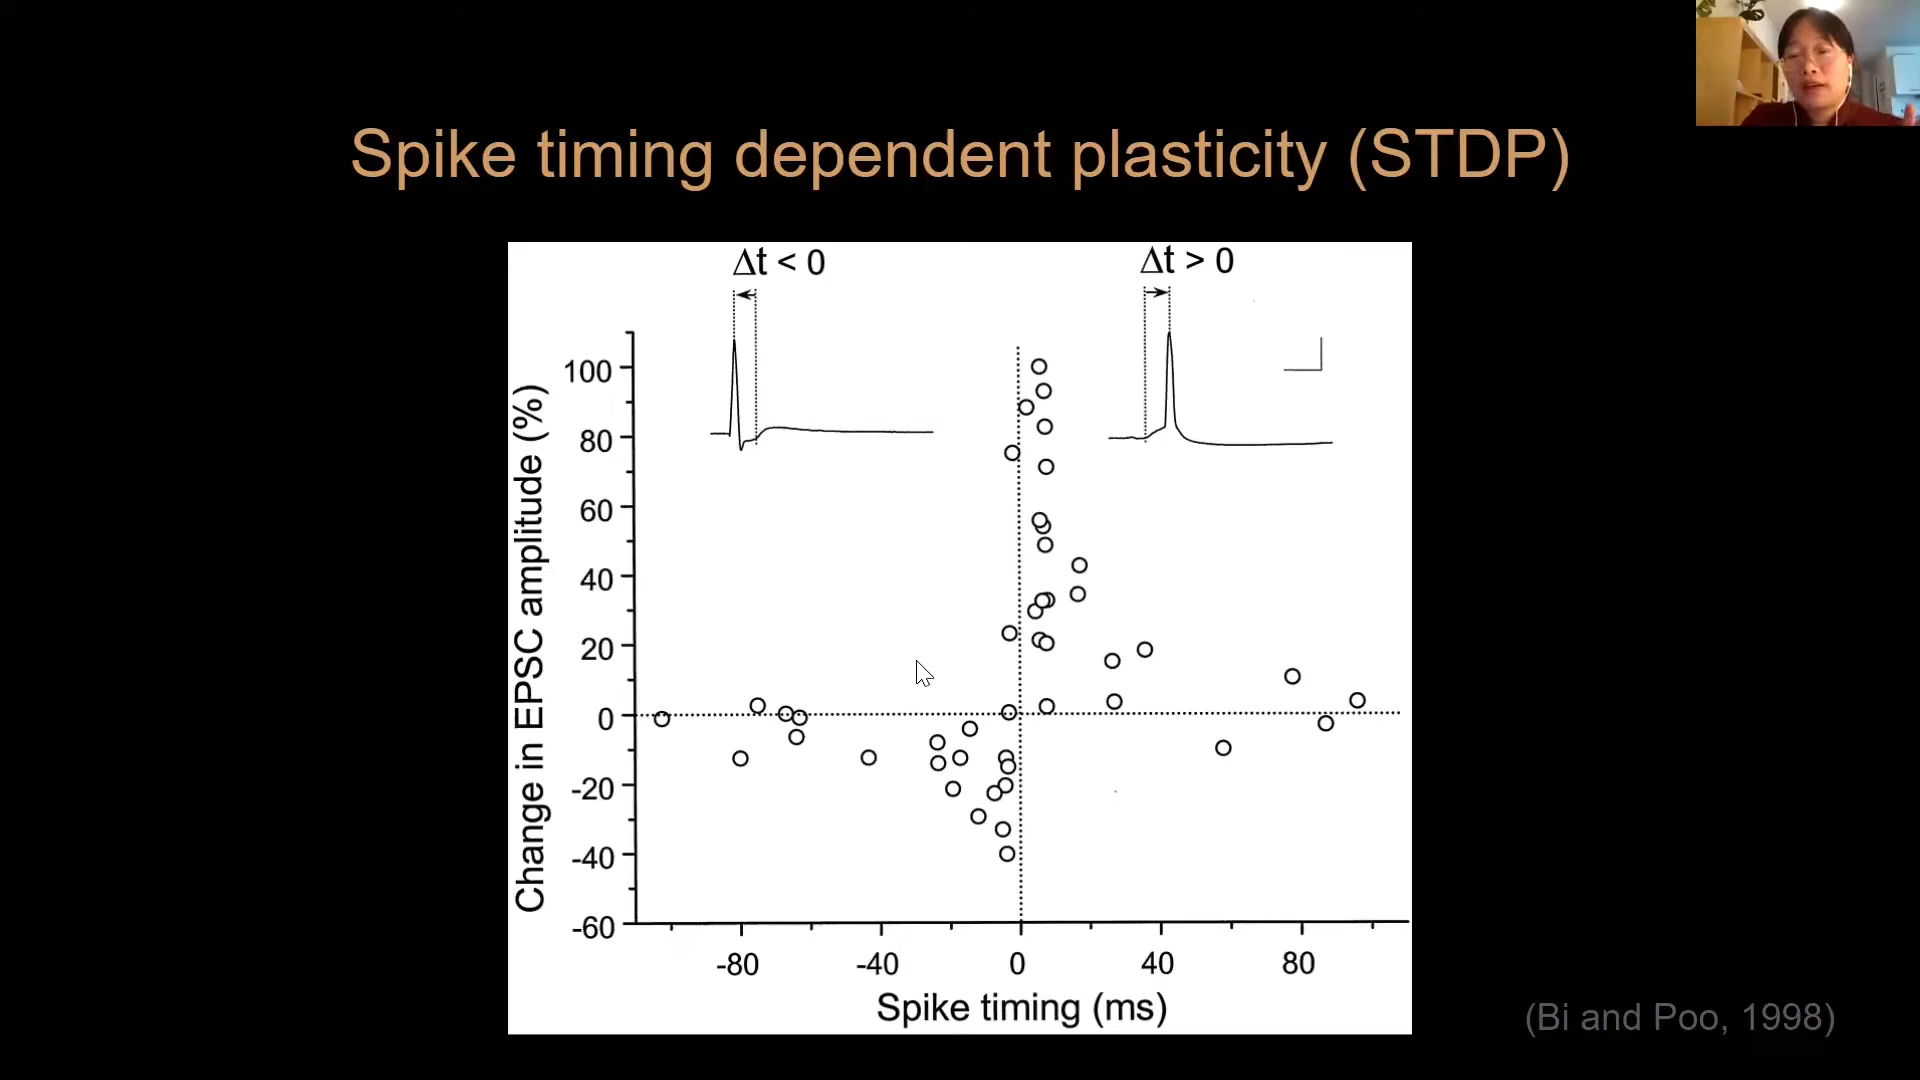 Spike timing dependent plasticity (STDP)
Δt < 0
Δt > 0
Change in EPSC amplitude (%)
100
80
60
40
20
0
-20
-40
-60
-80
-40
0
40
80
Spike timing (ms)
(Bi and Poo, 1998)